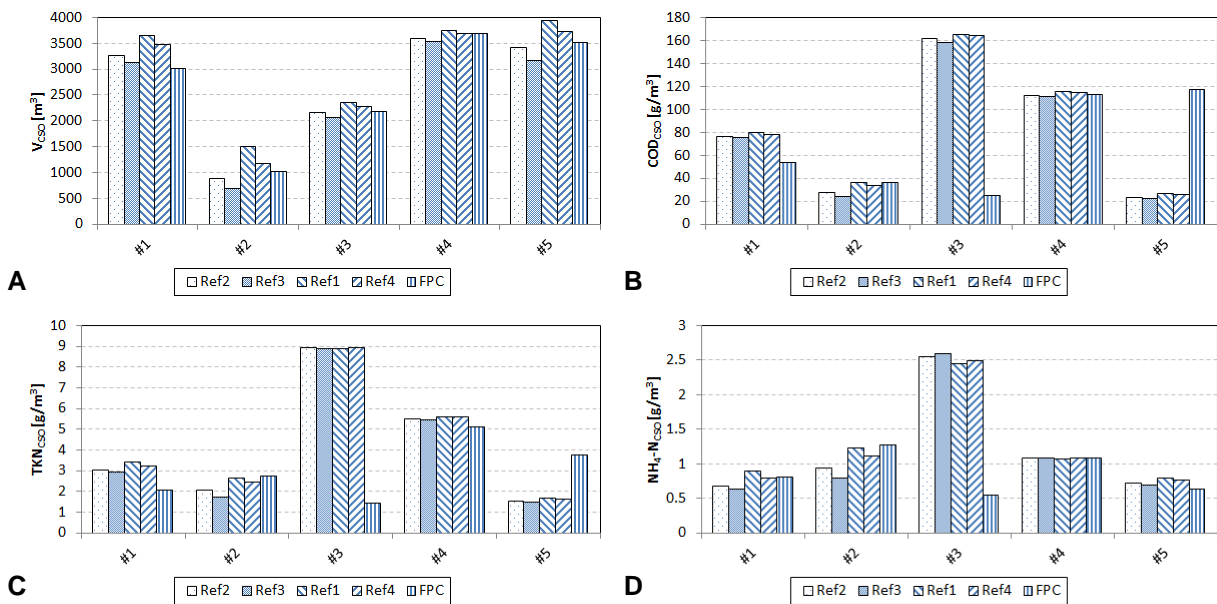 4000
3500
3000
2500
2000
1500
1000
500
0
V_CSO [m³]
#1 #2 #3 #4 #5
Ref2 Ref3 Ref1 Ref4 FPC
A
180
160
140
120
100
80
60
40
20
0
COD_CSO [g/m³]
#1 #2 #3 #4 #5
Ref2 Ref3 Ref1 Ref4 FPC
B
10
9
8
7
6
5
4
3
2
1
0
TKN_CSO [g/m³]
#1 #2 #3 #4 #5
Ref2 Ref3 Ref1 Ref4 FPC
C
3
2.5
2
1.5
1
0.5
0
NH₄-N_CSO [g/m³]
#1 #2 #3 #4 #5
Ref2 Ref3 Ref1 Ref4 FPC
D